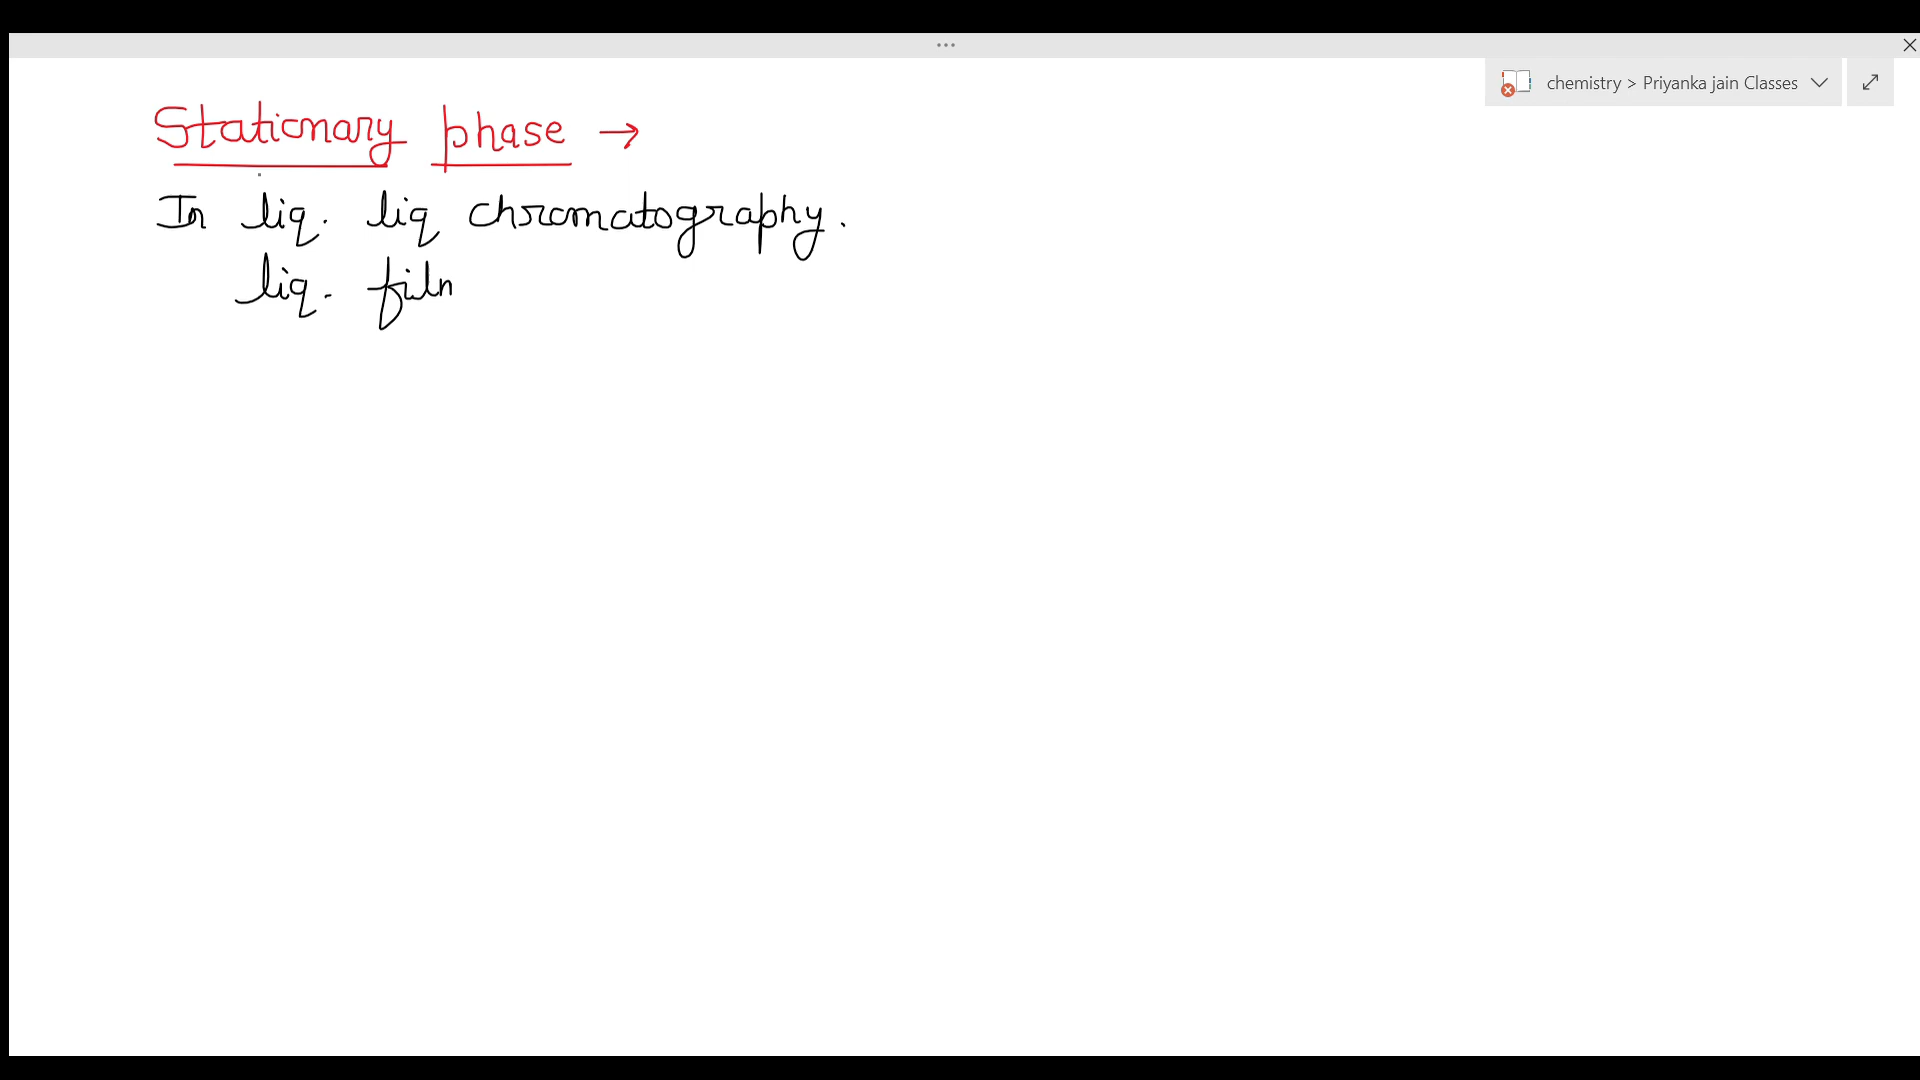 chemistry > Priyanka jain Classes
Stationary phase →
In liq. liq chromatography.
liq. film